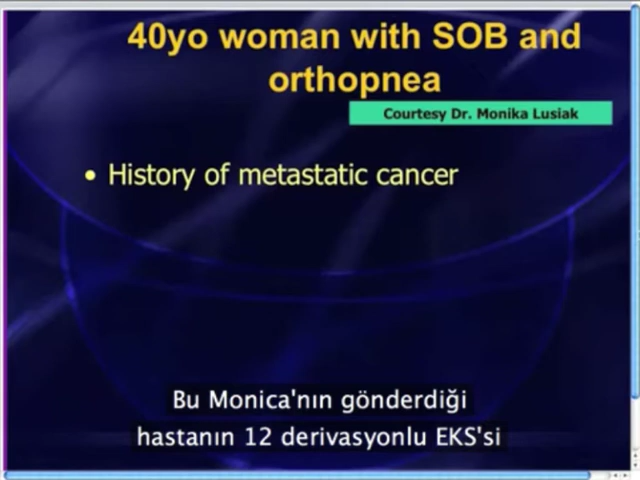 40yo woman with SOB and
orthopnea
Courtesy Dr. Monika Lusiak
• History of metastatic cancer
Bu Monica'nın gönderdiği
hastanın 12 derivasyonlu EKS'si